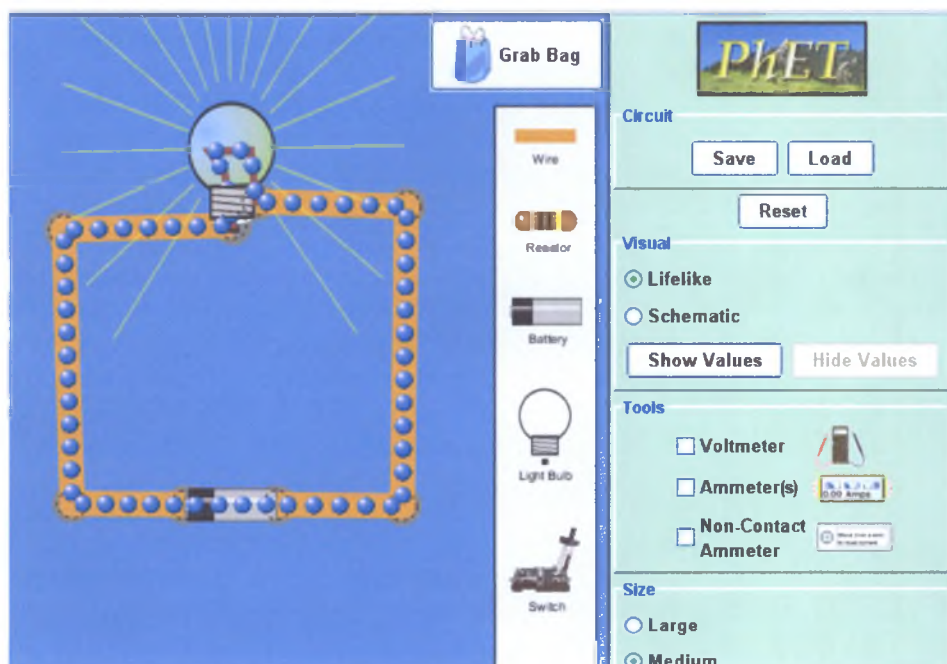 Grab Bag
PhET
Circuit
Save
Load
Reset
Visual
Lifelike
Schematic
Show Values
Hide Values
Tools
Voltmeter
Ammeter(s)
0.00 Amps
Non-Contact
Ammeter
Size
Large
Medium
Wire
Resistor
Battery
Light Bulb
Switch